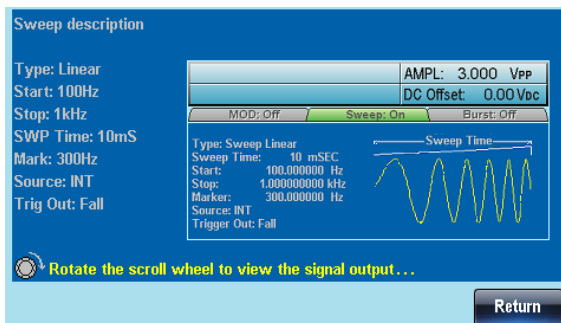 Sweep description
Type: Linear
Start: 100Hz
Stop: 1kHz
SWP Time: 10mS
Mark: 300Hz
Source: INT
Trig Out: Fall
AMPL: 3.000 VPP
DC Offset: 0.00 VDC
MOD: Off
Sweep: On
Burst: Off
Type: Sweep Linear
Sweep Time: 10 mSEC
Start: 100.000000 Hz
Stop: 1.000000000 kHz
Marker: 300.000000 Hz
Source: INT
Trigger Out: Fall
Sweep Time
Rotate the scroll wheel to view the signal output...
Return